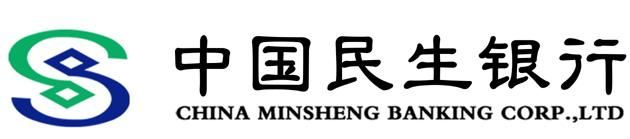 中国民生银行
CHINA MINSHENG BANKING CORP.,LTD